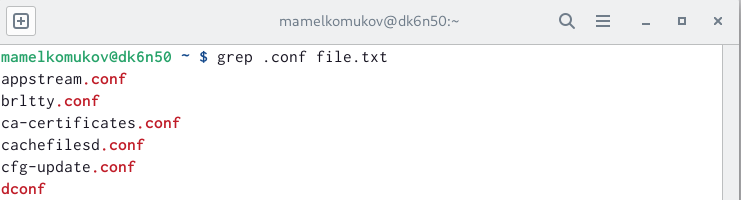 mamelkomukov@dk6n50:~
mamelkomukov@dk6n50 ~ $ grep .conf file.txt
appstream.conf
brltty.conf
ca-certificates.conf
cachefilesd.conf
cfg-update.conf
dconf